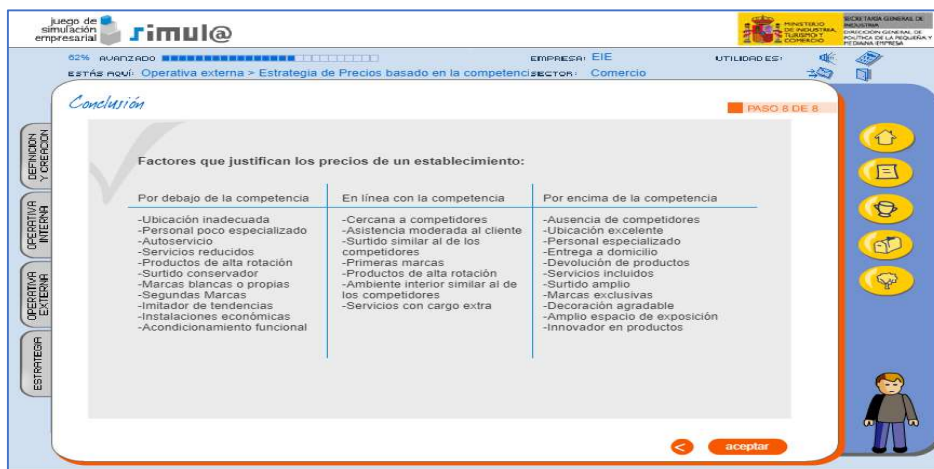 juego de
simulación
empresarial
simul@
MINISTERIO
DE INDUSTRIA,
TURISMO Y
COMERCIO
SECRETARIA GENERAL DE
INDUSTRIA
DIRECCIÓN GENERAL DE
POLÍTICA DE LA PEQUEÑA Y
MEDIANA EMPRESA
62% AVANZADO
EMPRESA: EIE
UTILIDADES:
ESTÁS AQUÍ: Operativa externa > Estrategia de Precios basado en la competenci
SECTOR: Comercio
Conclusión
PASO 8 DE 8
DEFINICION
Y CREACION
OPERATIVA
INTERNA
OPERATIVA
EXTERNA
ESTRATEGIA
Factores que justifican los precios de un establecimiento:
Por debajo de la competencia
-Ubicación inadecuada
-Personal poco especializado
-Autoservicio
-Servicios reducidos
-Productos de alta rotación
-Surtido conservador
-Marcas blancas o propias
-Segundas Marcas
-Imitador de tendencias
-Instalaciones económicas
-Acondicionamiento funcional
En línea con la competencia
-Cercana a competidores
-Asistencia moderada al cliente
-Surtido similar al de los
competidores
-Primeras marcas
-Productos de alta rotación
-Ambiente interior similar al de
los competidores
-Servicios con cargo extra
Por encima de la competencia
-Ausencia de competidores
-Ubicación excelente
-Personal especializado
-Entrega a domicilio
-Devolución de productos
-Servicios incluidos
-Surtido amplio
-Marcas exclusivas
-Decoración agradable
-Amplio espacio de exposición
-Innovador en productos
<
aceptar